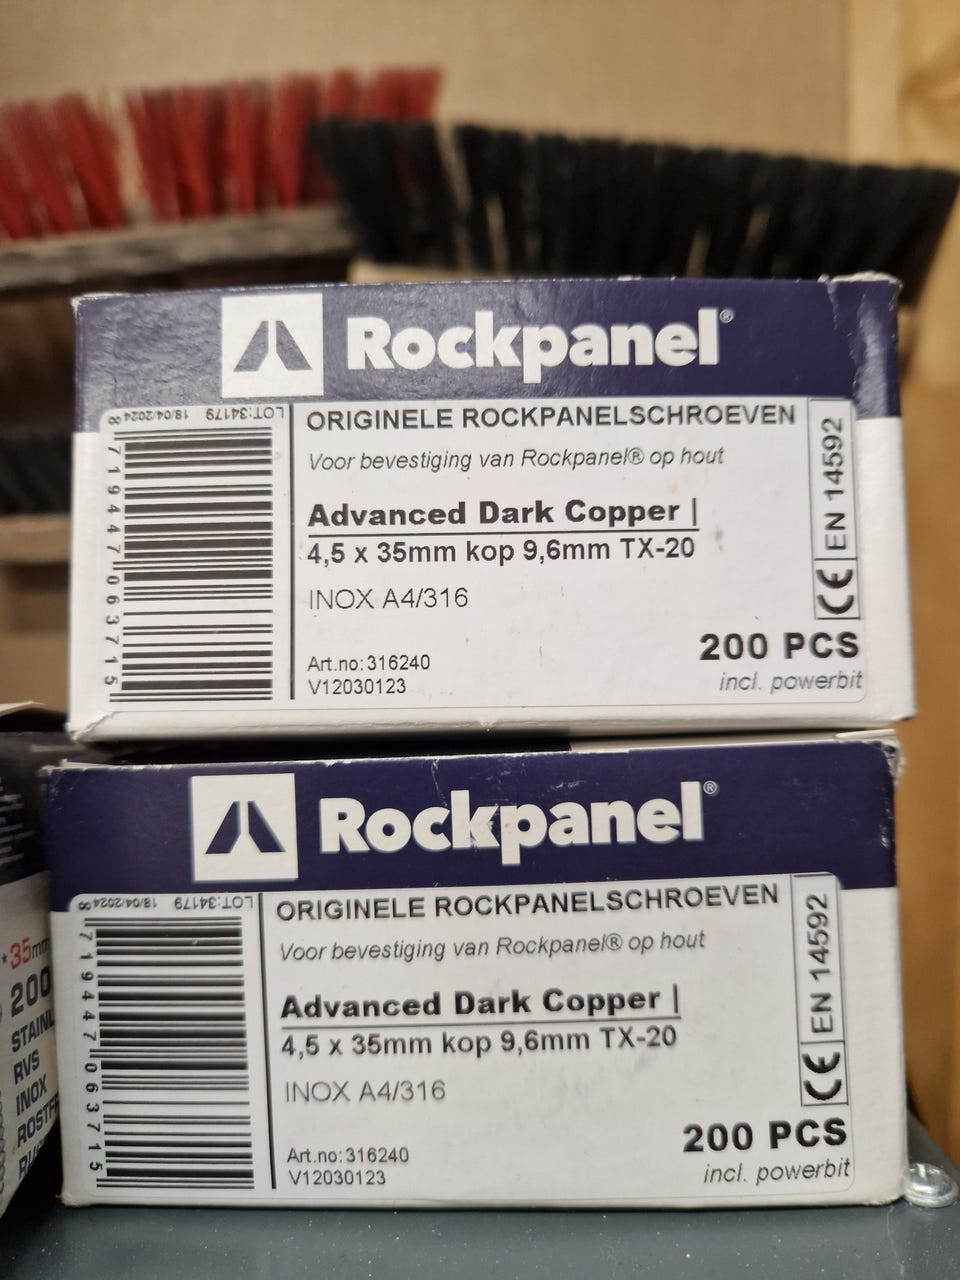 Rockpanel®
LOT:34179 18/04/2024
8 719447 063715
ORIGINELE ROCKPANELSCHROEVEN
Voor bevestiging van Rockpanel® op hout
Advanced Dark Copper |
4,5 x 35mm kop 9,6mm TX-20
INOX A4/316
Art.no: 316240
V12030123
200 PCS
incl. powerbit
CE EN 14592
Rockpanel®
LOT:34179 18/04/2024
8 719447 063715
ORIGINELE ROCKPANELSCHROEVEN
Voor bevestiging van Rockpanel® op hout
Advanced Dark Copper |
4,5 x 35mm kop 9,6mm TX-20
INOX A4/316
Art.no: 316240
V12030123
200 PCS
incl. powerbit
CE EN 14592
*35mm
200
STAINL
RVS
INOX
ROSTFR